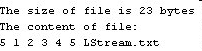 The size of file is 23 bytes
The content of file:
5 1 2 3 4 5 LStream.txt